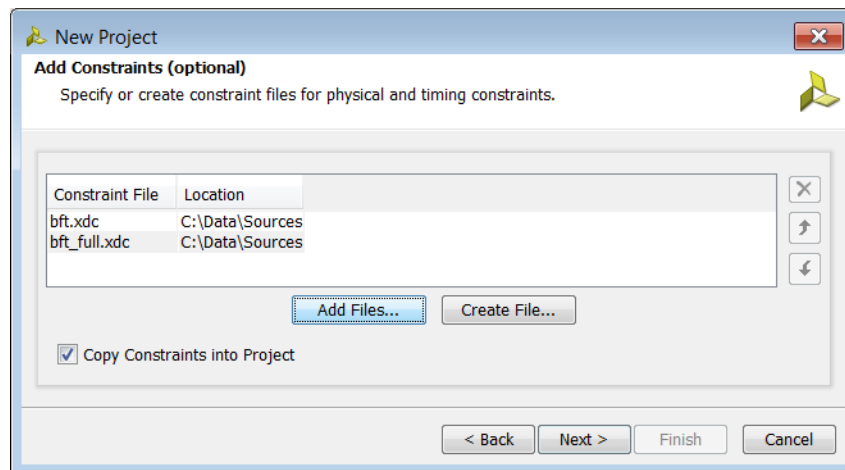 New Project
Add Constraints (optional)
Specify or create constraint files for physical and timing constraints.
Constraint File Location
bft.xdc C:\Data\Sources
bft_full.xdc C:\Data\Sources
Add Files... Create File...
Copy Constraints into Project
< Back Next > Finish Cancel